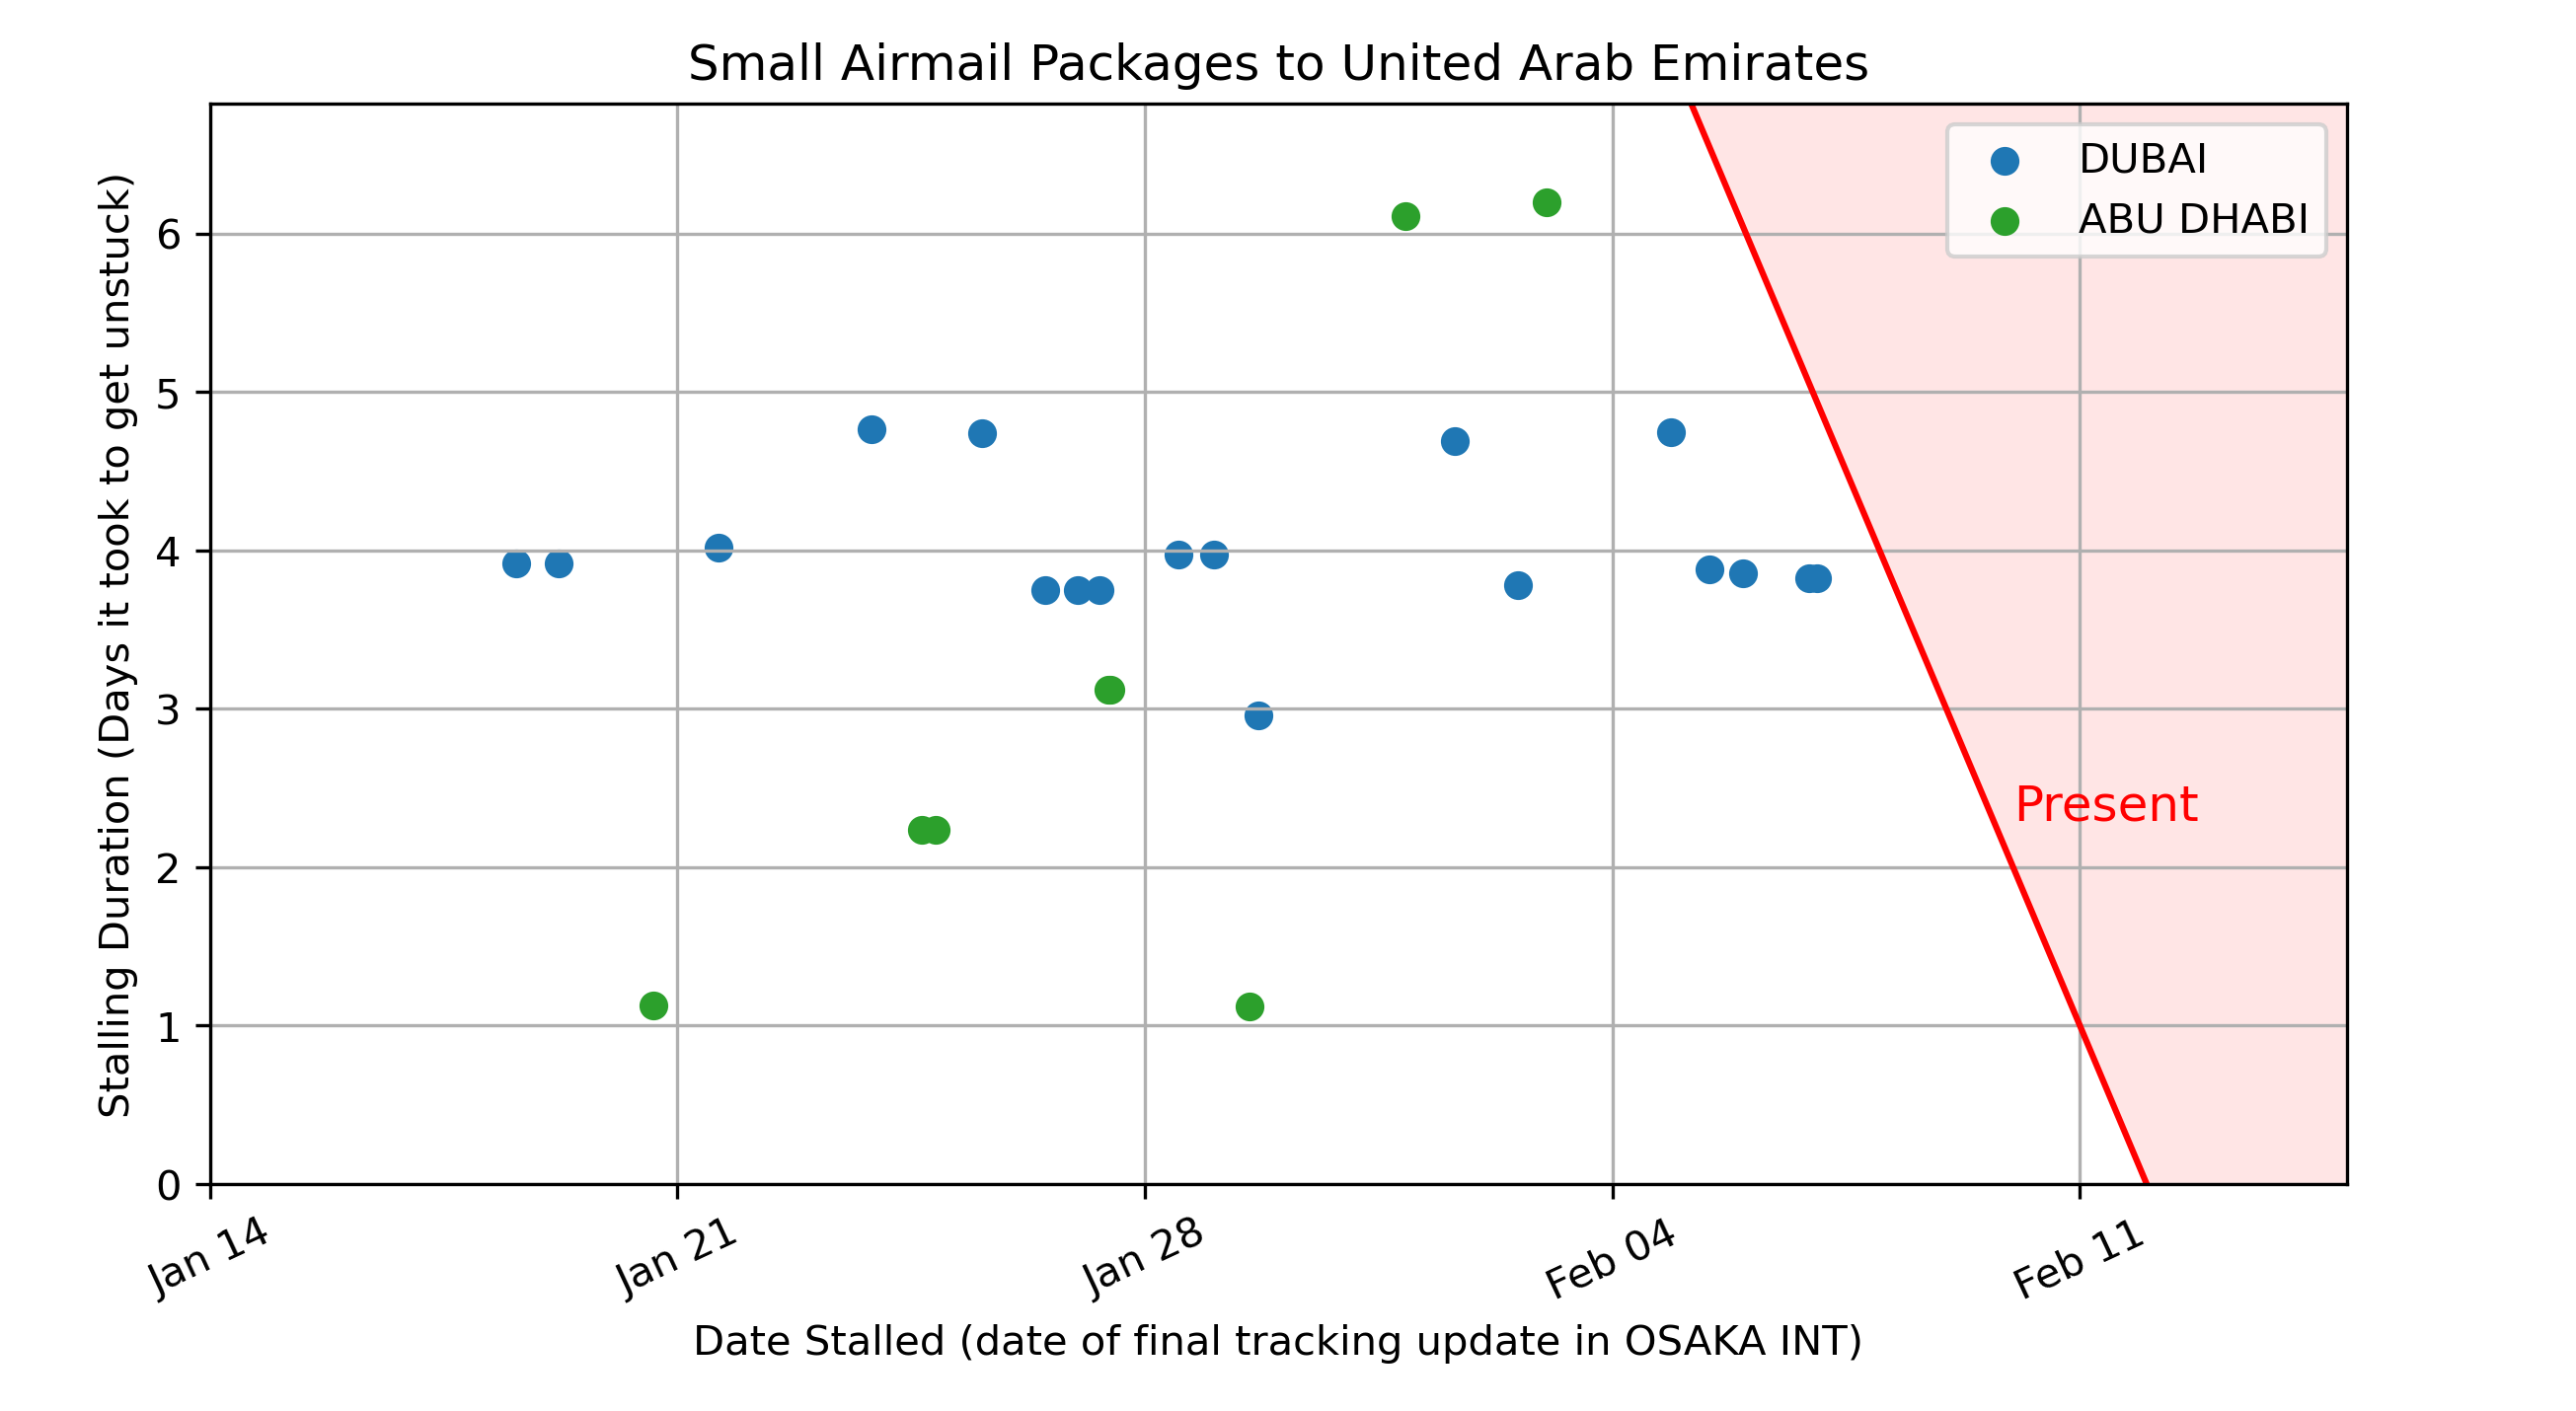 Small Airmail Packages to United Arab Emirates
DUBAI
ABU DHABI
Stalling Duration (Days it took to get unstuck)
6
5
4
3
2
1
0
Present
Jan 14
Jan 21
Jan 28
Feb 04
Feb 11
Date Stalled (date of final tracking update in OSAKA INT)